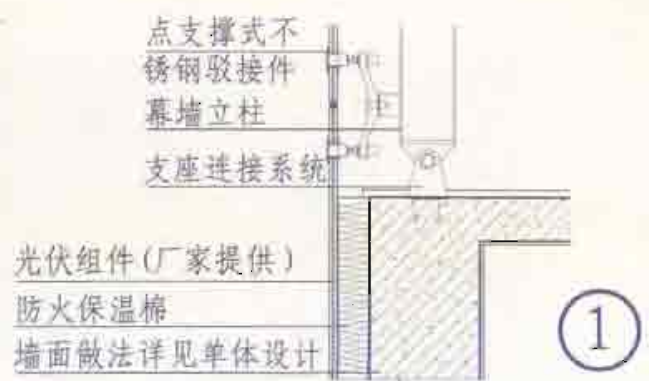 点支撑式不
锈钢驳接件
幕墙立柱
支座连接系统
光伏组件(厂家提供)
防火保温棉
墙面做法详见单体设计
1